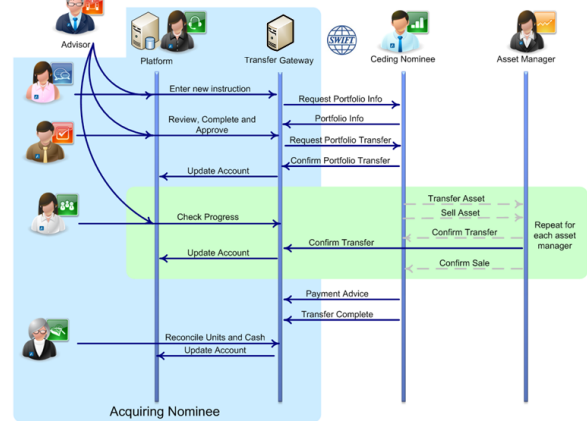 Advisor
Platform
Transfer Gateway
SWIFT
Ceding Nominee
Asset Manager
Enter new instruction
Request Portfolio Info
Review, Complete and
Approve
Portfolio Info
Request Portfolio Transfer
Confirm Portfolio Transfer
Update Account
Transfer Asset
Check Progress
Sell Asset
Repeat for
each asset
manager
Confirm Transfer
Confirm Transfer
Update Account
Confirm Sale
Payment Advice
Transfer Complete
Reconcile Units and Cash
Update Account
Acquiring Nominee